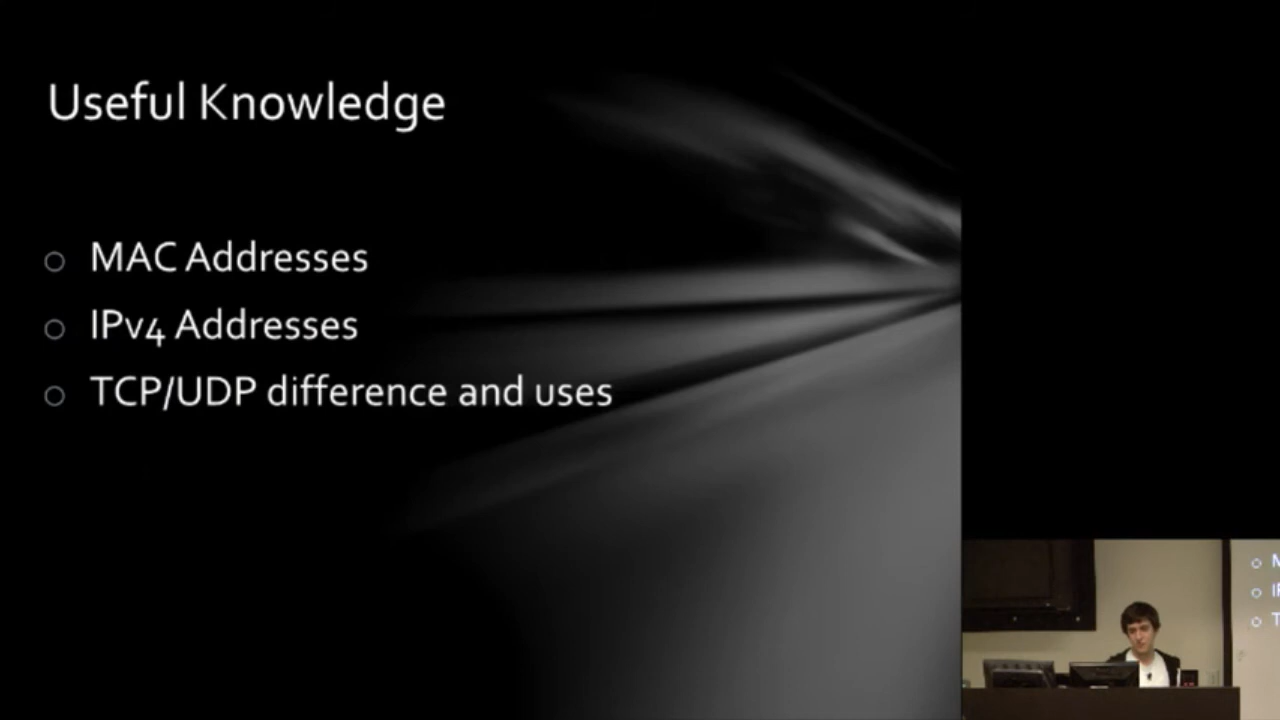 Useful Knowledge
MAC Addresses
IPv4 Addresses
TCP/UDP difference and uses